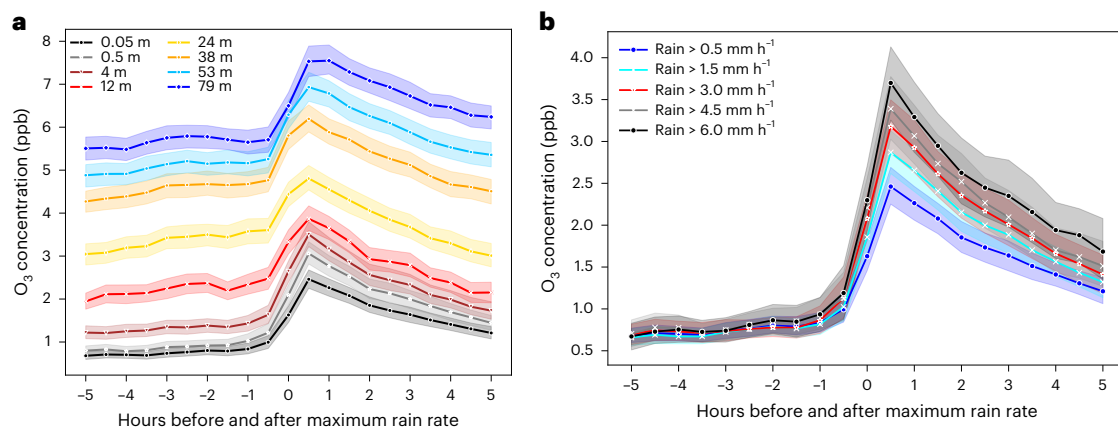 a
O3 concentration (ppb)
8
7
6
5
4
3
2
1
0.05 m
0.5 m
4 m
12 m
24 m
38 m
53 m
79 m
–5 –4 –3 –2 –1 0 1 2 3 4 5
Hours before and after maximum rain rate
b
O3 concentration (ppb)
4.0
3.5
3.0
2.5
2.0
1.5
1.0
0.5
Rain > 0.5 mm h–1
Rain > 1.5 mm h–1
Rain > 3.0 mm h–1
Rain > 4.5 mm h–1
Rain > 6.0 mm h–1
–5 –4 –3 –2 –1 0 1 2 3 4 5
Hours before and after maximum rain rate